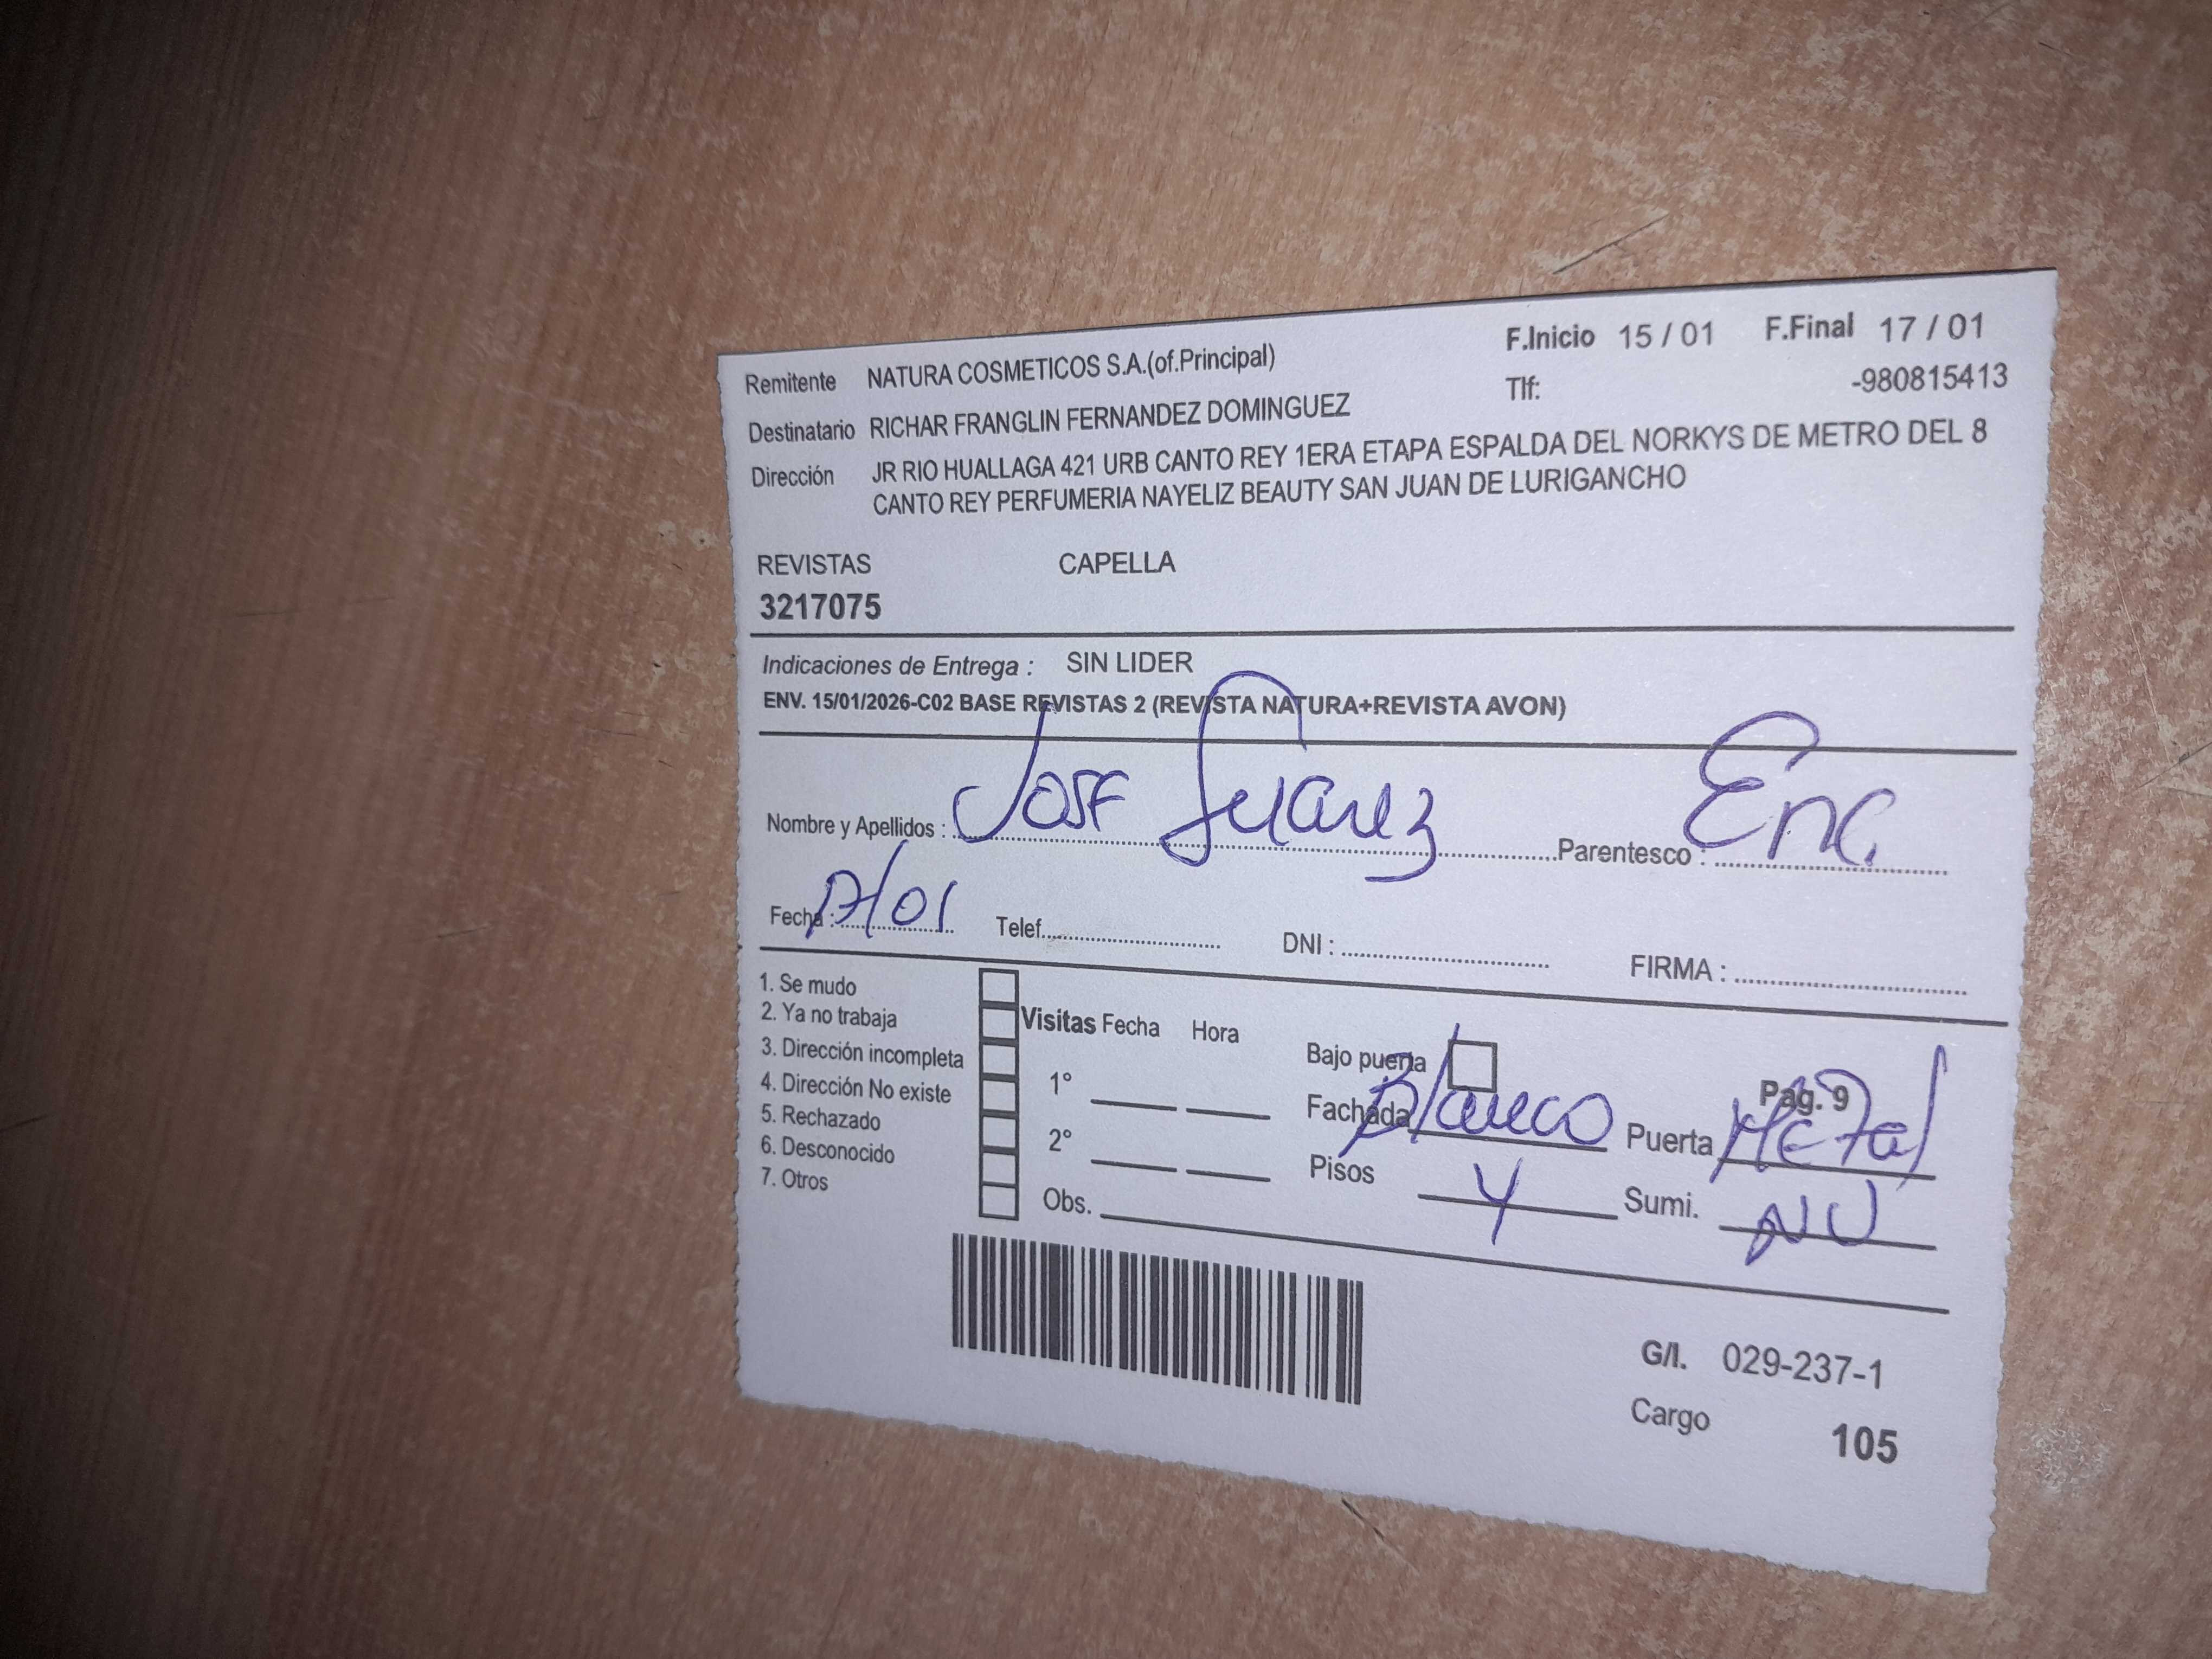 Remitente NATURA COSMETICOS S.A.(of.Principal) F.Inicio 15 / 01 F.Final 17 / 01
Destinatario RICHAR FRANGLIN FERNANDEZ DOMINGUEZ Tlf: -980815413
Dirección JR RIO HUALLAGA 421 URB CANTO REY 1ERA ETAPA ESPALDA DEL NORKYS DE METRO DEL 8
CANTO REY PERFUMERIA NAYELIZ BEAUTY SAN JUAN DE LURIGANCHO
REVISTAS CAPELLA
3217075
Indicaciones de Entrega : SIN LIDER
ENV. 15/01/2026-C02 BASE REVISTAS 2 (REVISTA NATURA+REVISTA AVON)
Nombre y Apellidos : Jose Suarez Parentesco : Enc.
Fecha : /01 Telef. DNI : FIRMA :
1. Se mudo
2. Ya no trabaja Visitas Fecha Hora Bajo puerta
3. Dirección incompleta 1° Pag. 9
4. Dirección No existe Fachada Blanco Puerta Metal
5. Rechazado 2°
6. Desconocido Pisos 4 Sumi. NU
7. Otros Obs.
G/I. 029-237-1
Cargo 105